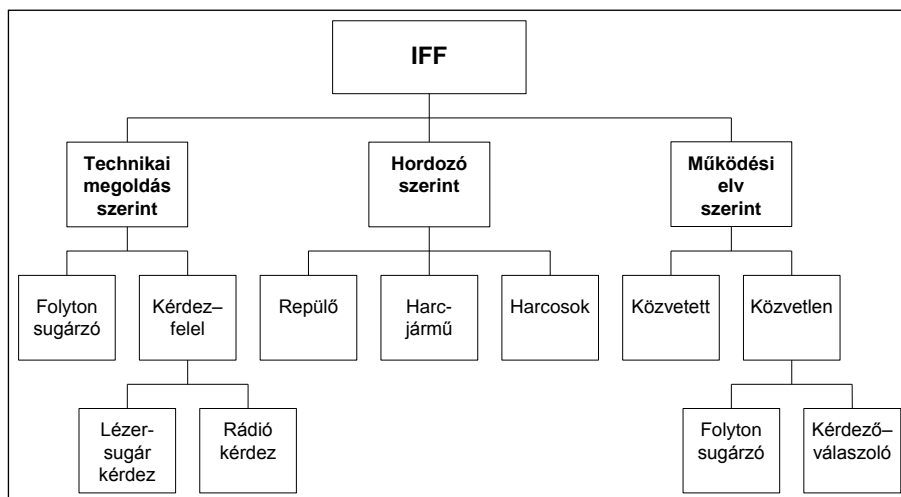 IFF
Technikai
megoldás
szerint
Hordozó
szerint
Működési
elv
szerint
Folyton
sugárzó
Kérdez–
felel
Repülő
Harc-
jármű
Harcosok
Közvetett
Közvetlen
Lézer-
sugár
kérdez
Rádió
kérdez
Folyton
sugárzó
Kérdező–
válaszoló